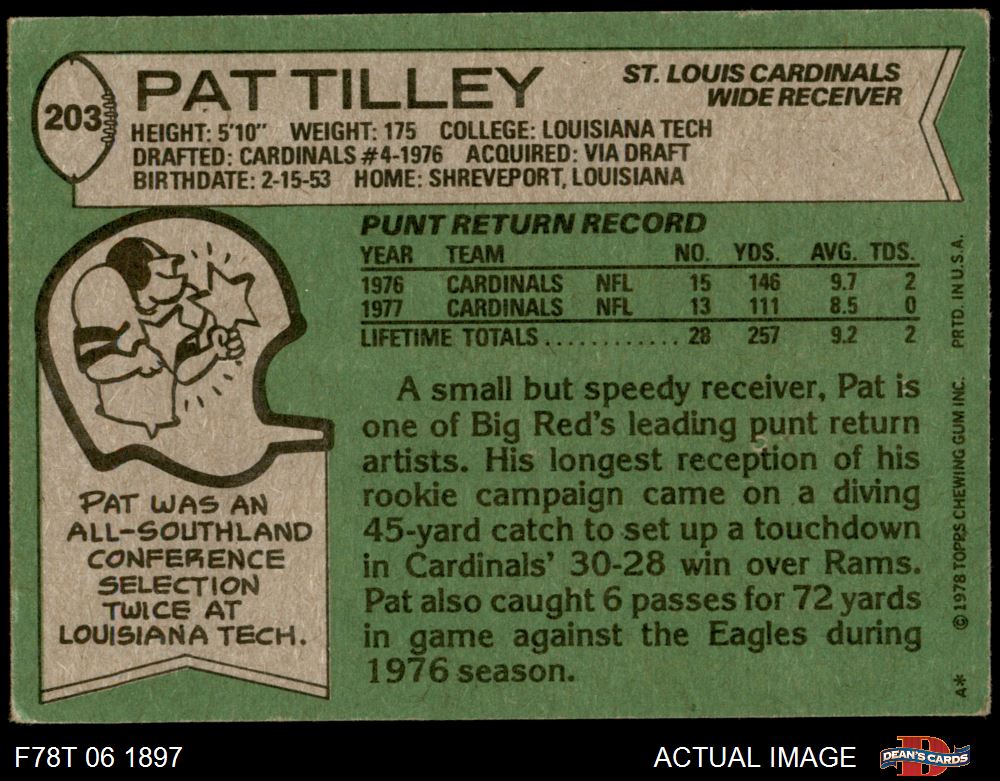 203
PAT TILLEY
ST. LOUIS CARDINALS
WIDE RECEIVER
HEIGHT: 5'10" WEIGHT: 175 COLLEGE: LOUISIANA TECH
DRAFTED: CARDINALS #4-1976 ACQUIRED: VIA DRAFT
BIRTHDATE: 2-15-53 HOME: SHREVEPORT, LOUISIANA
PUNT RETURN RECORD
YEAR TEAM NO. YDS. AVG. TDS.
1976 CARDINALS NFL 15 146 9.7 2
1977 CARDINALS NFL 13 111 8.5 0
LIFETIME TOTALS ............ 28 257 9.2 2
A small but speedy receiver, Pat is
one of Big Red's leading punt return
artists. His longest reception of his
rookie campaign came on a diving
45-yard catch to set up a touchdown
in Cardinals' 30-28 win over Rams.
Pat also caught 6 passes for 72 yards
in game against the Eagles during
1976 season.
PAT WAS AN
ALL-SOUTHLAND
CONFERENCE
SELECTION
TWICE AT
LOUISIANA TECH.
A* © 1978 TOPPS CHEWING GUM INC. PRTD. IN U.S.A.
F78T 06 1897
ACTUAL IMAGE
D
DEAN'S CARDS